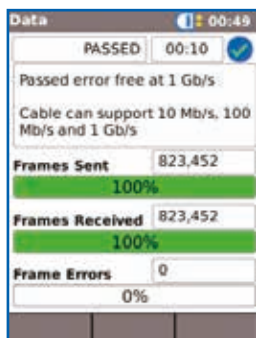 Data 00:49
PASSED 00:10
Passed error free at 1 Gb/s
Cable can support 10 Mb/s, 100
Mb/s and 1 Gb/s
Frames Sent 823,452
100%
Frames Received 823,452
100%
Frame Errors 0
0%